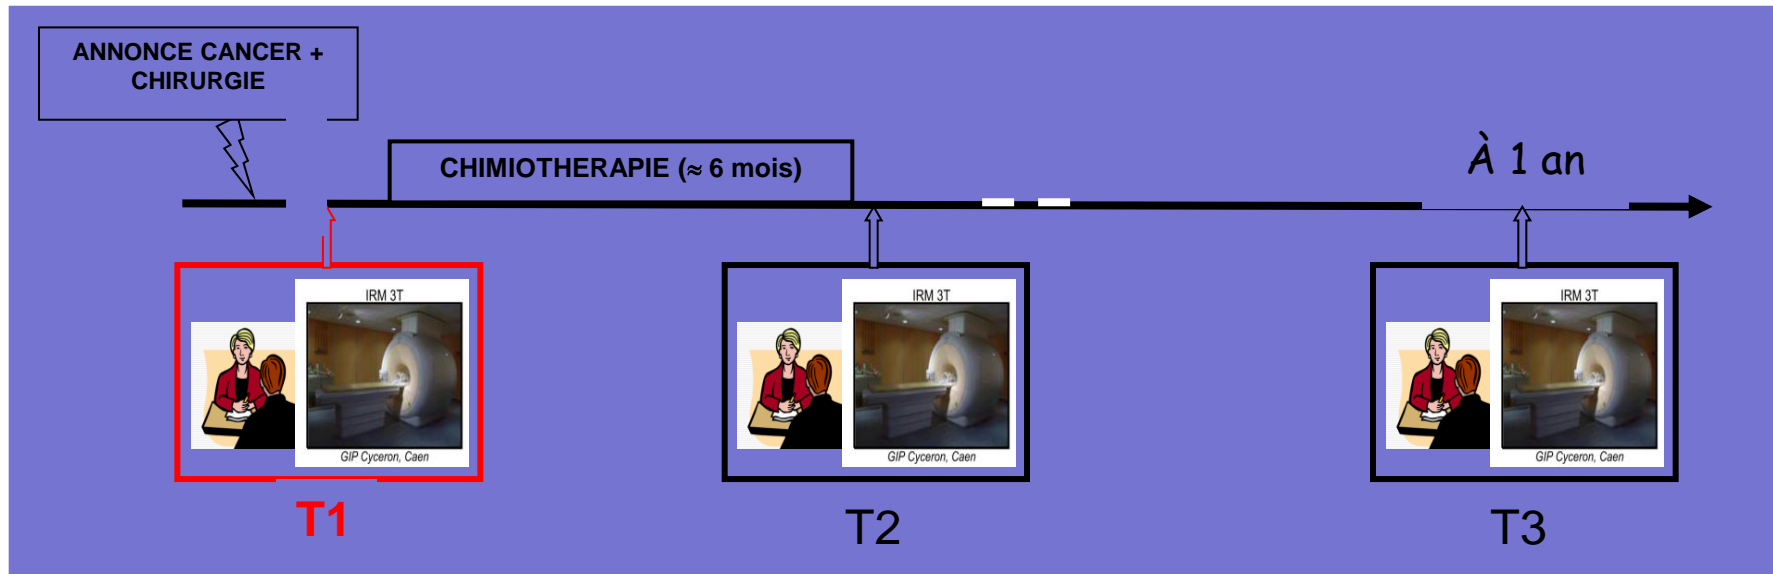 ANNONCE CANCER +
CHIRURGIE
CHIMIOTHERAPIE (≈ 6 mois)
À 1 an
IRM 3T
GIP Cyceron, Caen
T1
IRM 3T
GIP Cyceron, Caen
T2
IRM 3T
GIP Cyceron, Caen
T3